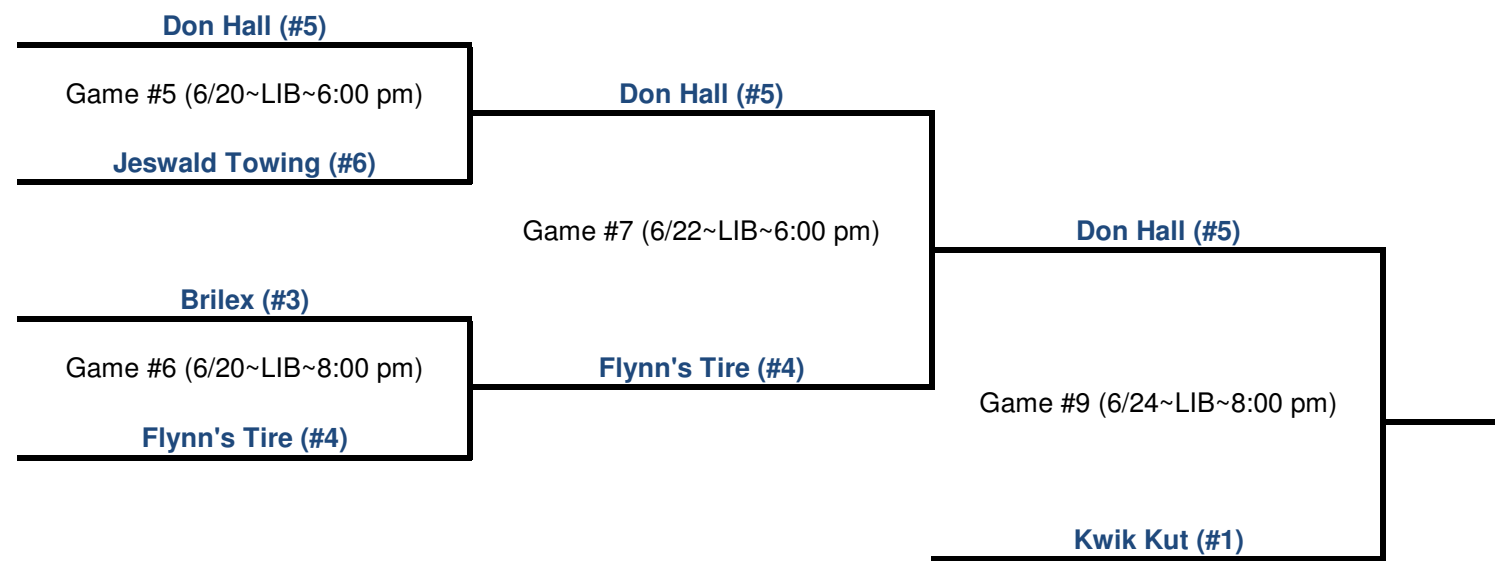 Don Hall (#5)
Game #5 (6/20~LIB~6:00 pm)
Don Hall (#5)
Jeswald Towing (#6)
Game #7 (6/22~LIB~6:00 pm)
Don Hall (#5)
Brilex (#3)
Game #6 (6/20~LIB~8:00 pm)
Flynn's Tire (#4)
Game #9 (6/24~LIB~8:00 pm)
Flynn's Tire (#4)
Kwik Kut (#1)